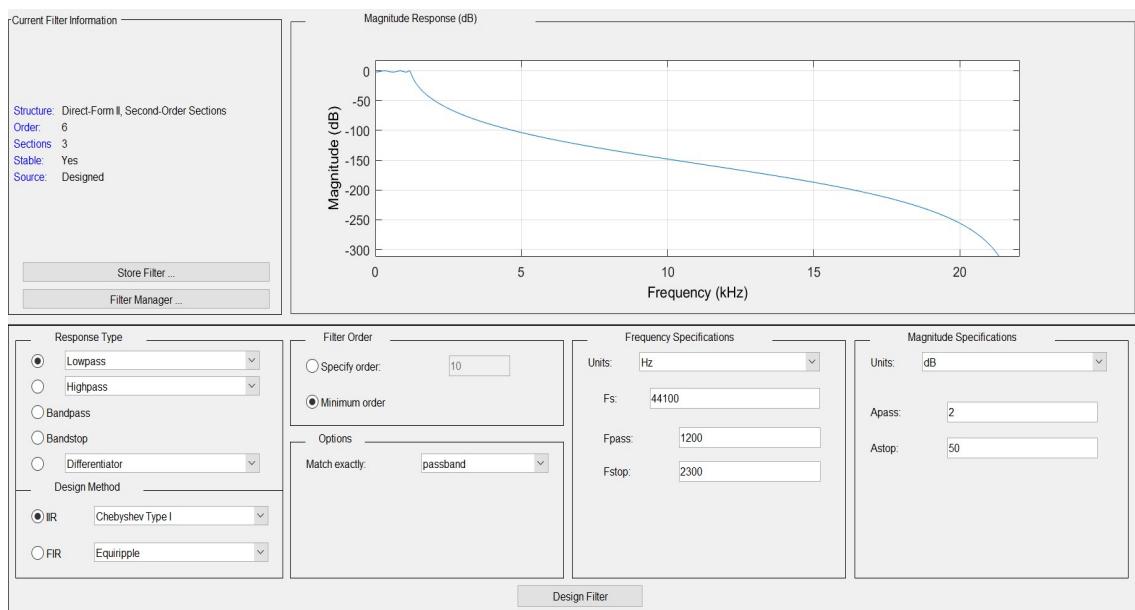 Current Filter Information
Structure: Direct-Form II, Second-Order Sections
Order: 6
Sections 3
Stable: Yes
Source: Designed
Store Filter ...
Filter Manager ...
Magnitude Response (dB)
Magnitude (dB)
0
-50
-100
-150
-200
-250
-300
0 5 10 15 20
Frequency (kHz)
Response Type
Lowpass
Highpass
Bandpass
Bandstop
Differentiator
Design Method
IIR Chebyshev Type I
FIR Equiripple
Filter Order
Specify order: 10
Minimum order
Options
Match exactly: passband
Frequency Specifications
Units: Hz
Fs: 44100
Fpass: 1200
Fstop: 2300
Magnitude Specifications
Units: dB
Apass: 2
Astop: 50
Design Filter